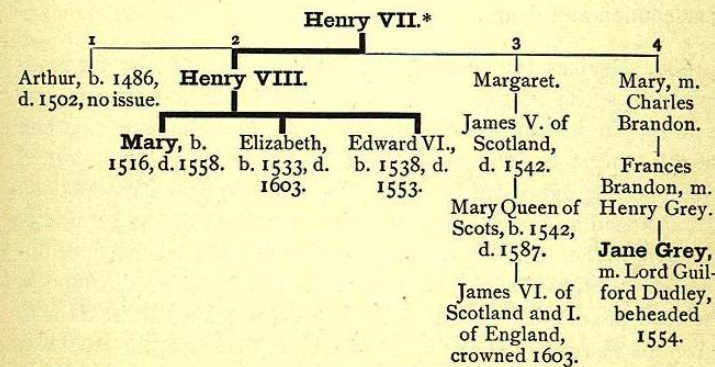 Henry VII.*
1 2 3 4
Arthur, b. 1486,
d. 1502, no issue.
Henry VIII.
Mary, b.
1516, d. 1558.
Elizabeth,
b. 1533, d.
1603.
Edward VI.,
b. 1538, d.
1553.
Margaret.
James V. of
Scotland,
d. 1542.
Mary Queen of
Scots, b. 1542,
d. 1587.
James VI. of
Scotland and I.
of England,
crowned 1603.
Mary, m.
Charles
Brandon.
Frances
Brandon, m.
Henry Grey.
Jane Grey,
m. Lord Guil-
ford Dudley,
beheaded
1554.